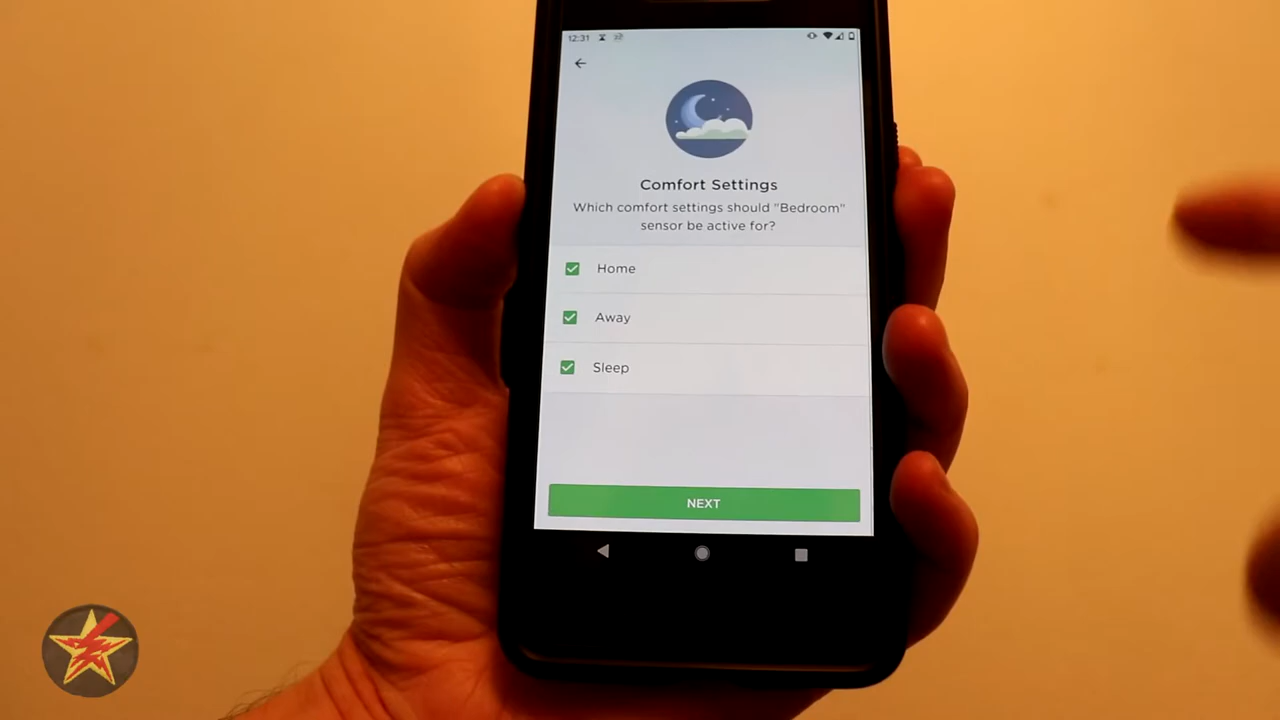 12:31
Comfort Settings
Which comfort settings should "Bedroom"
sensor be active for?
Home
Away
Sleep
NEXT